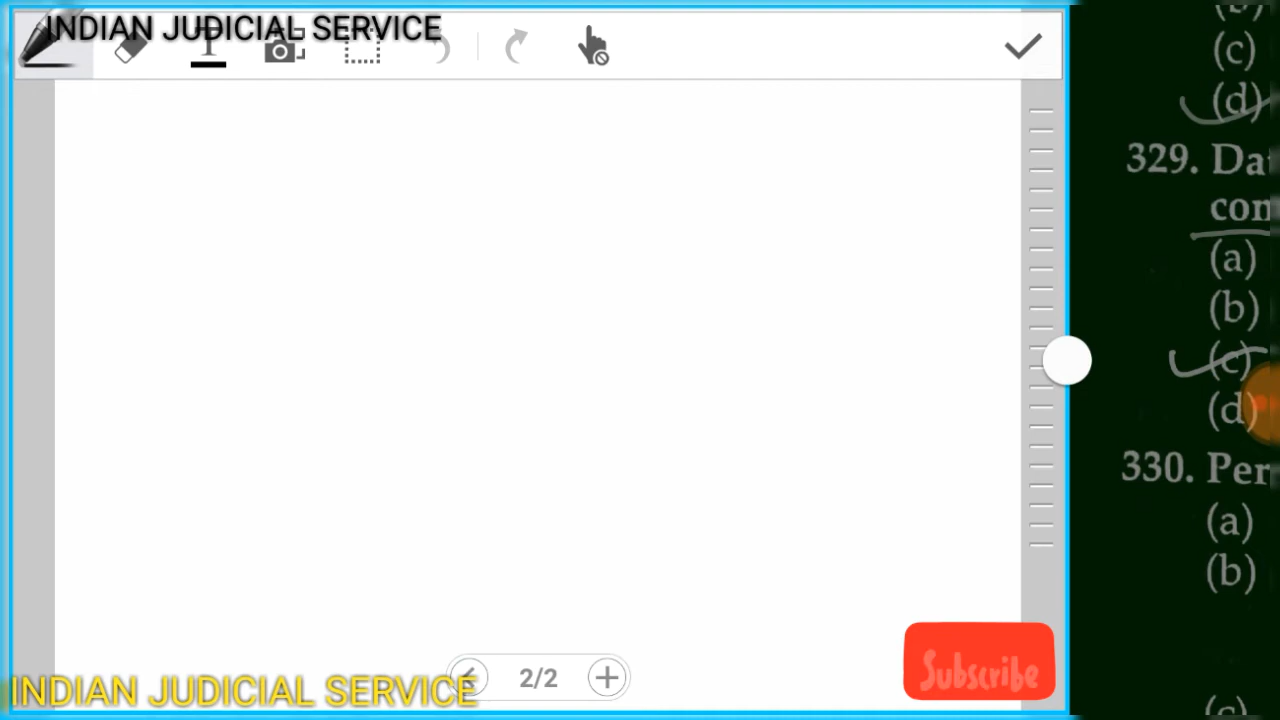 INDIAN JUDICIAL SERVICE
T
2/2
Subscribe
INDIAN JUDICIAL SERVICE
(b)
(c)
(d)
329. Da
con
(a)
(b)
(c)
(d)
330. Per
(a)
(b)
(c)